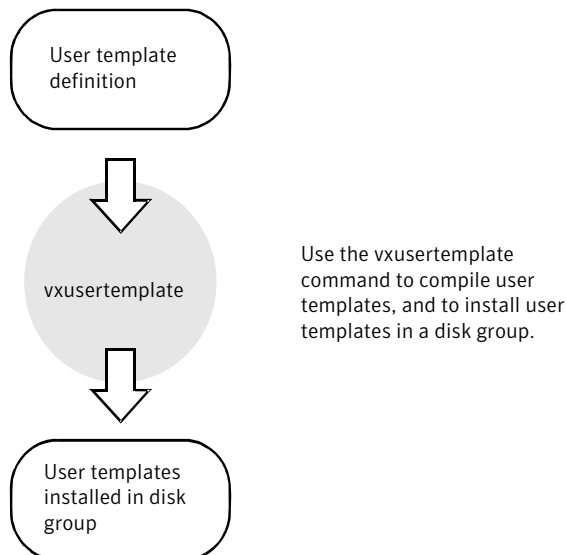 User template
definition
vxusertemplate
Use the vxusertemplate
command to compile user
templates, and to install user
templates in a disk group.
User templates
installed in disk
group